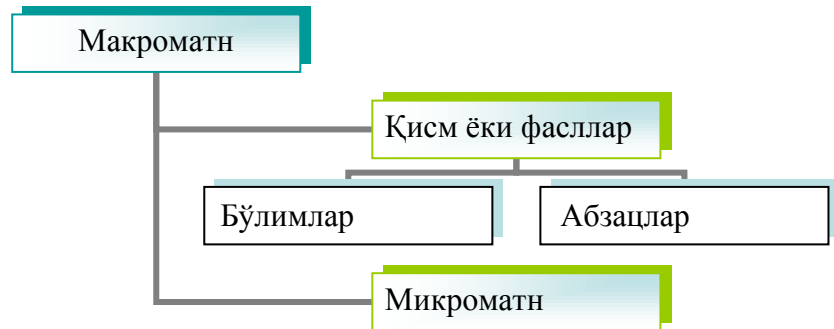 Макроматн
Қисм ёки фасллар
Бўлимлар
Абзацлар
Микроматн